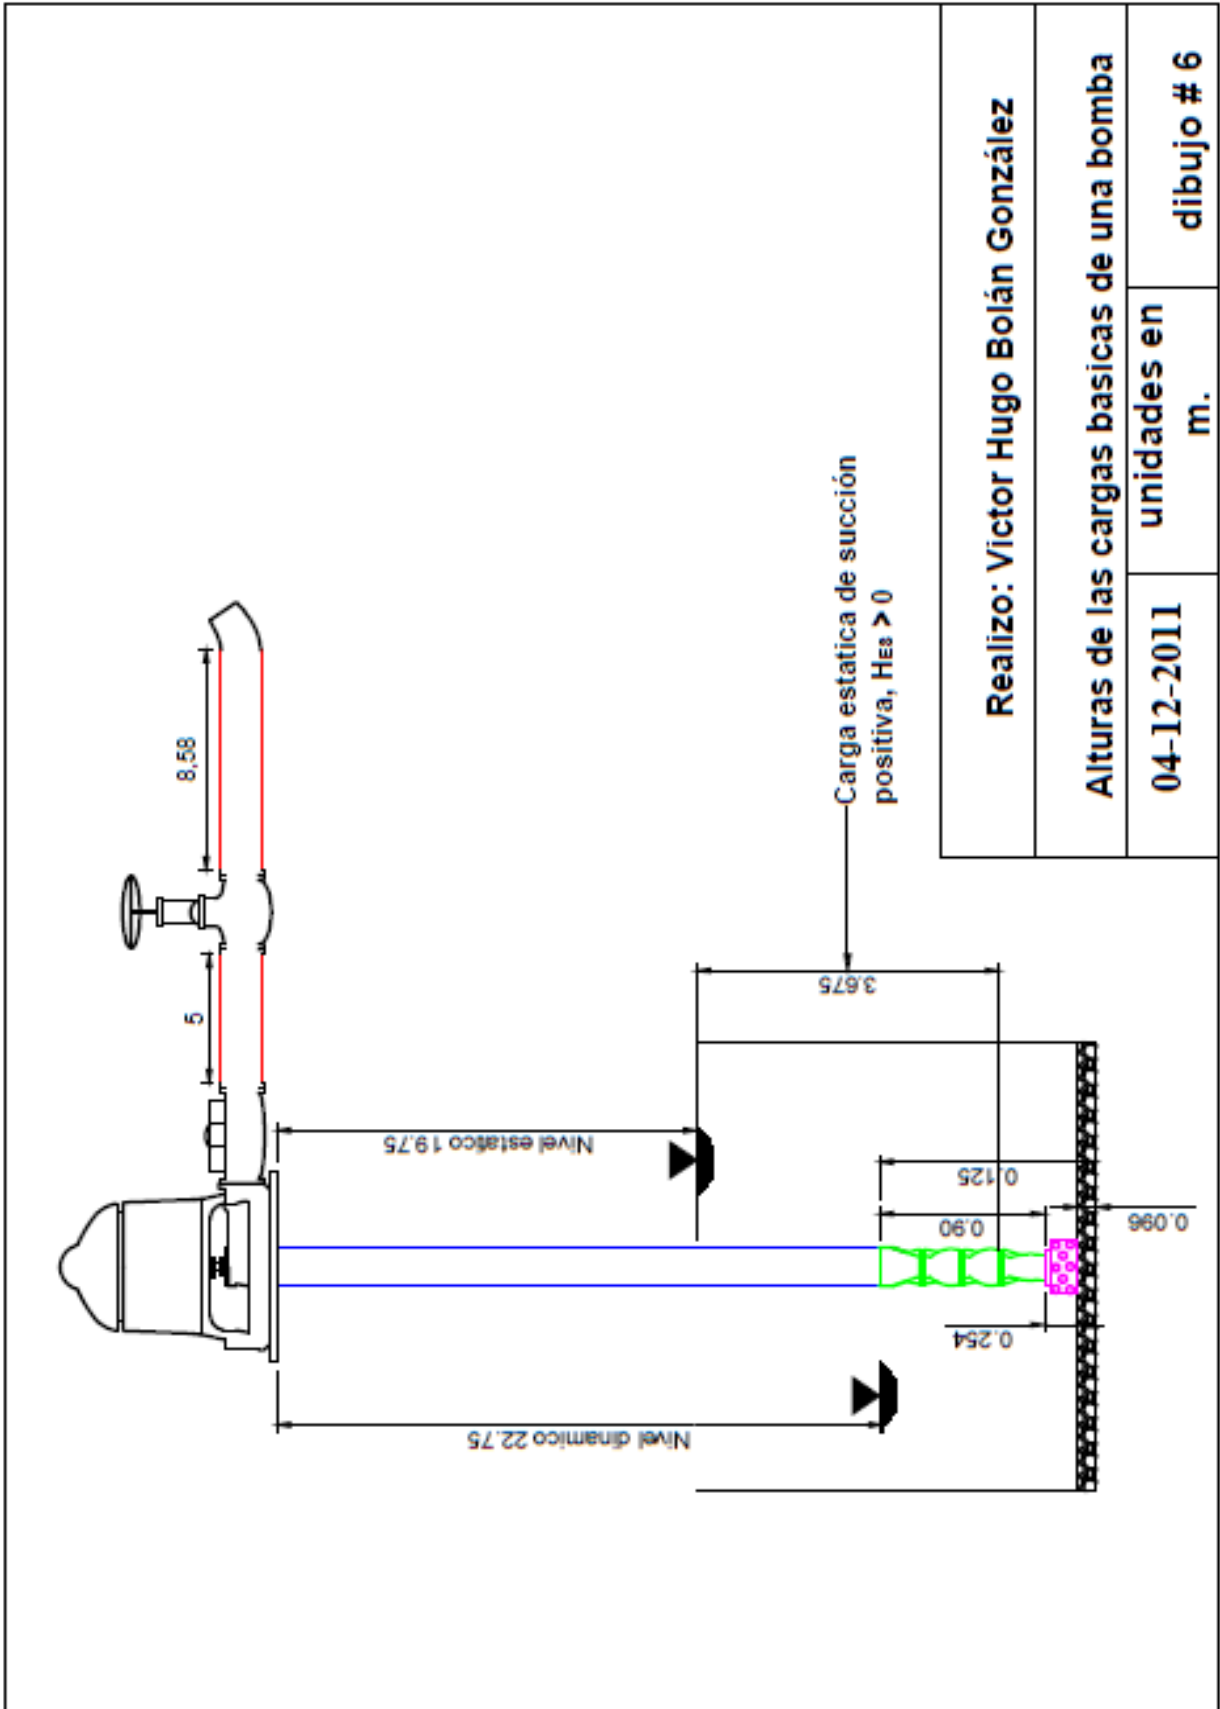 8,58
5
Nivel estatico 19.75
3.675
Carga estatica de succión
positiva, HES > 0
0.125
0.90
0.096
0.254
Nivel dinamico 22.75
Realizo: Victor Hugo Bolán González
Alturas de las cargas basicas de una bomba
04-12-2011
unidades en
m.
dibujo # 6